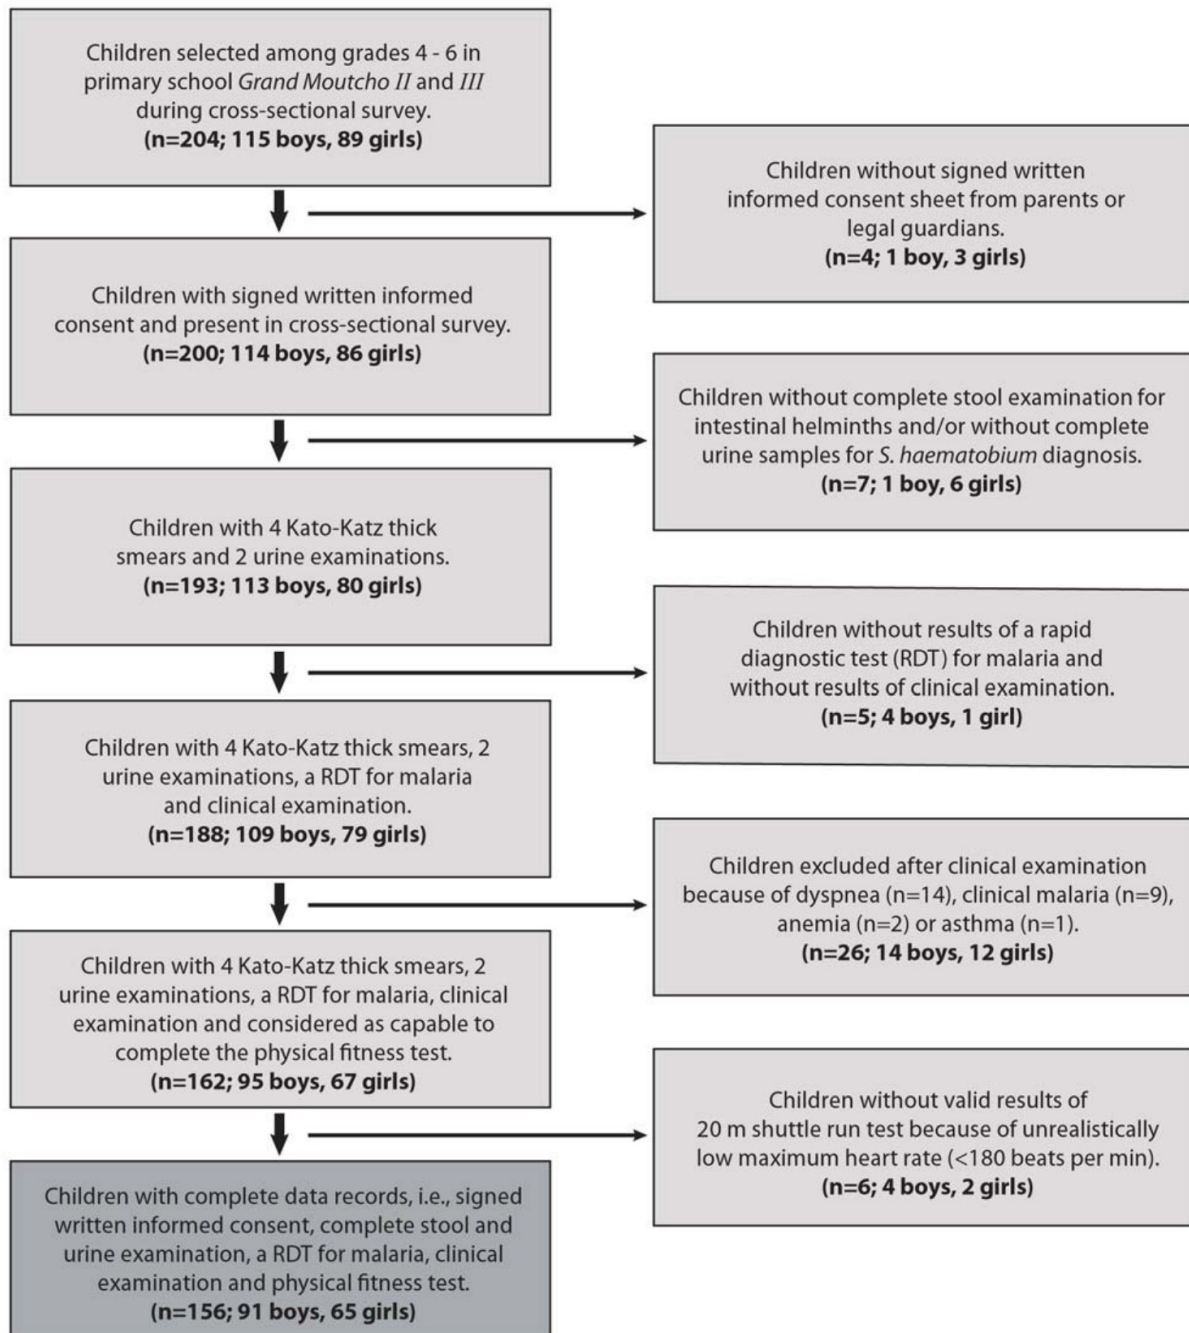 Children selected among grades 4 - 6 in
primary school Grand Moutcho II and III
during cross-sectional survey.
(n=204; 115 boys, 89 girls)
Children without signed written
informed consent sheet from parents or
legal guardians.
(n=4; 1 boy, 3 girls)
Children with signed written informed
consent and present in cross-sectional survey.
(n=200; 114 boys, 86 girls)
Children without complete stool examination for
intestinal helminths and/or without complete
urine samples for S. haematobium diagnosis.
(n=7; 1 boy, 6 girls)
Children with 4 Kato-Katz thick
smears and 2 urine examinations.
(n=193; 113 boys, 80 girls)
Children without results of a rapid
diagnostic test (RDT) for malaria and
without results of clinical examination.
(n=5; 4 boys, 1 girl)
Children with 4 Kato-Katz thick smears, 2
urine examinations, a RDT for malaria
and clinical examination.
(n=188; 109 boys, 79 girls)
Children excluded after clinical examination
because of dyspnea (n=14), clinical malaria (n=9),
anemia (n=2) or asthma (n=1).
(n=26; 14 boys, 12 girls)
Children with 4 Kato-Katz thick smears, 2
urine examinations, a RDT for malaria, clinical
examination and considered as capable to
complete the physical fitness test.
(n=162; 95 boys, 67 girls)
Children without valid results of
20 m shuttle run test because of unrealistically
low maximum heart rate (<180 beats per min).
(n=6; 4 boys, 2 girls)
Children with complete data records, i.e., signed
written informed consent, complete stool and
urine examination, a RDT for malaria, clinical
examination and physical fitness test.
(n=156; 91 boys, 65 girls)